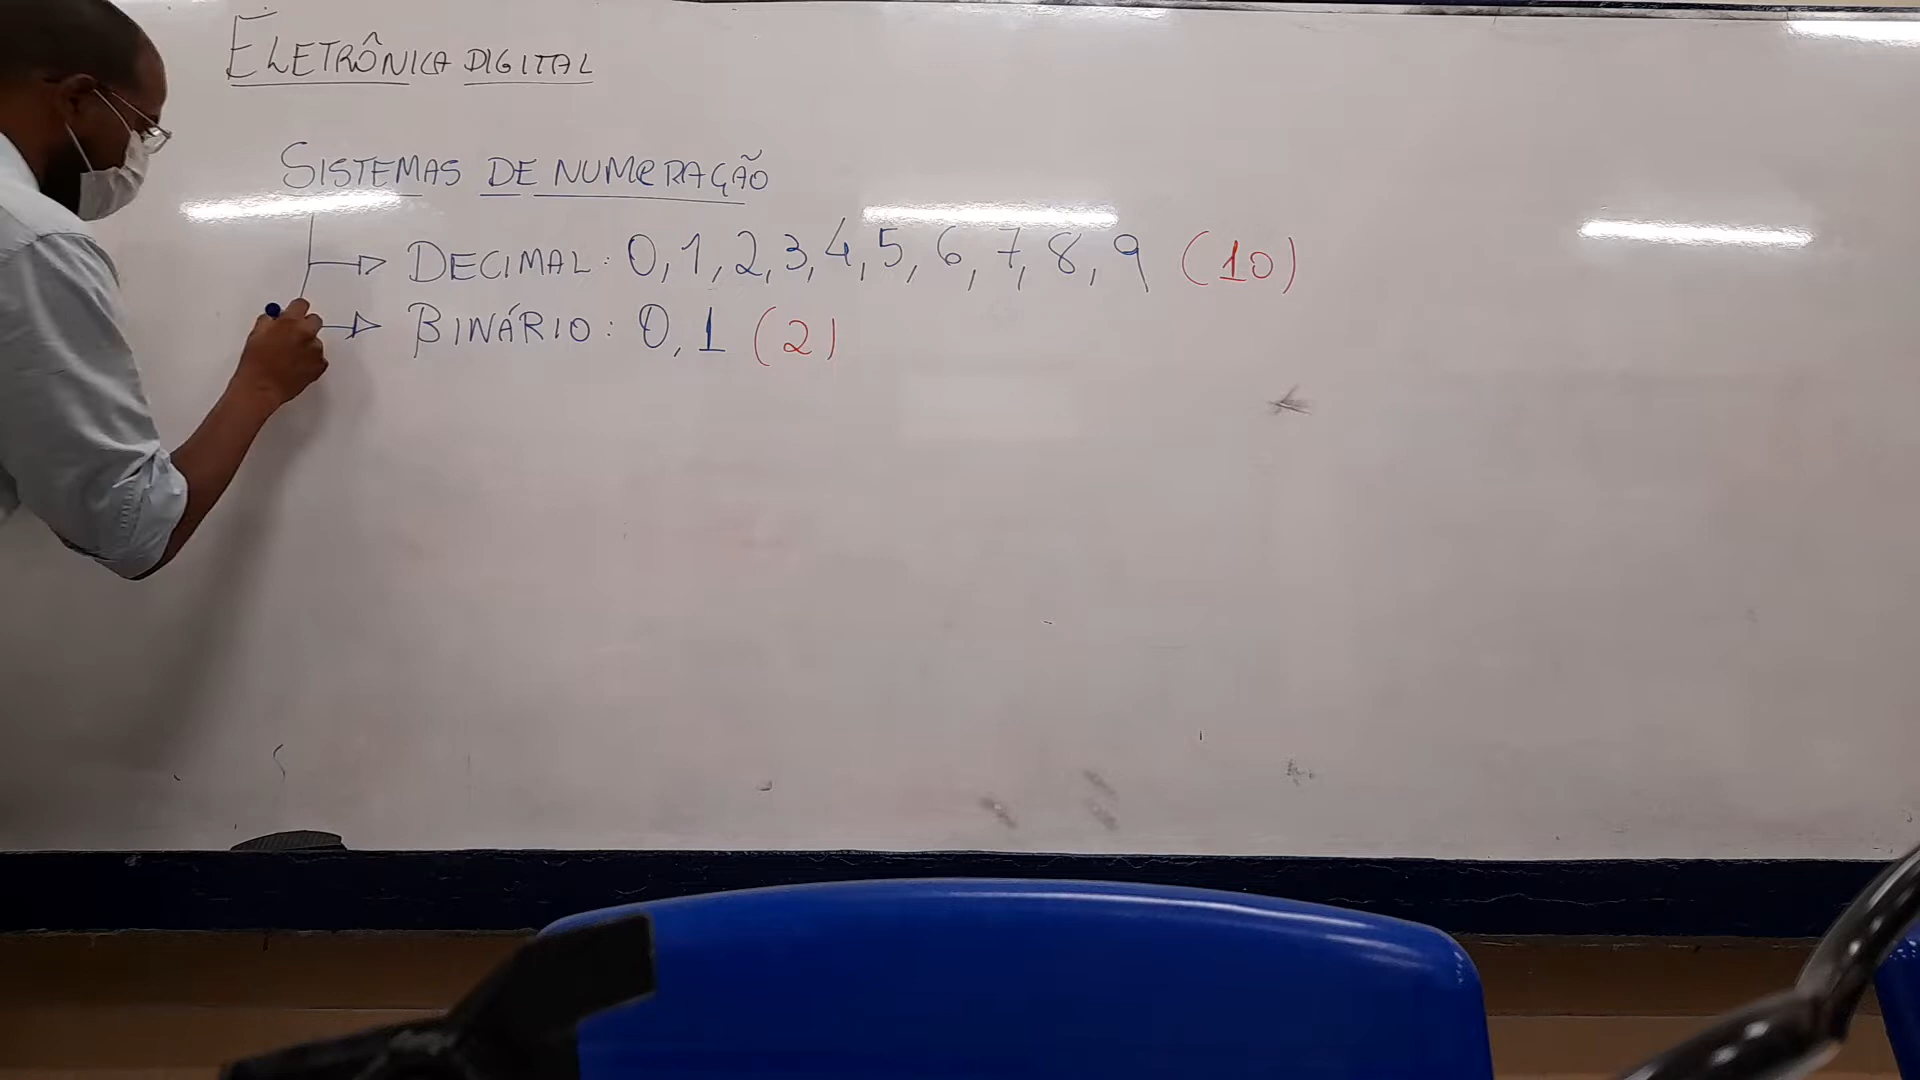 ELETRÔNICA DIGITAL
SISTEMAS DE NUMERAÇÃO
DECIMAL: 0, 1, 2, 3, 4, 5, 6, 7, 8, 9 (10)
BINÁRIO: 0, 1 (2)